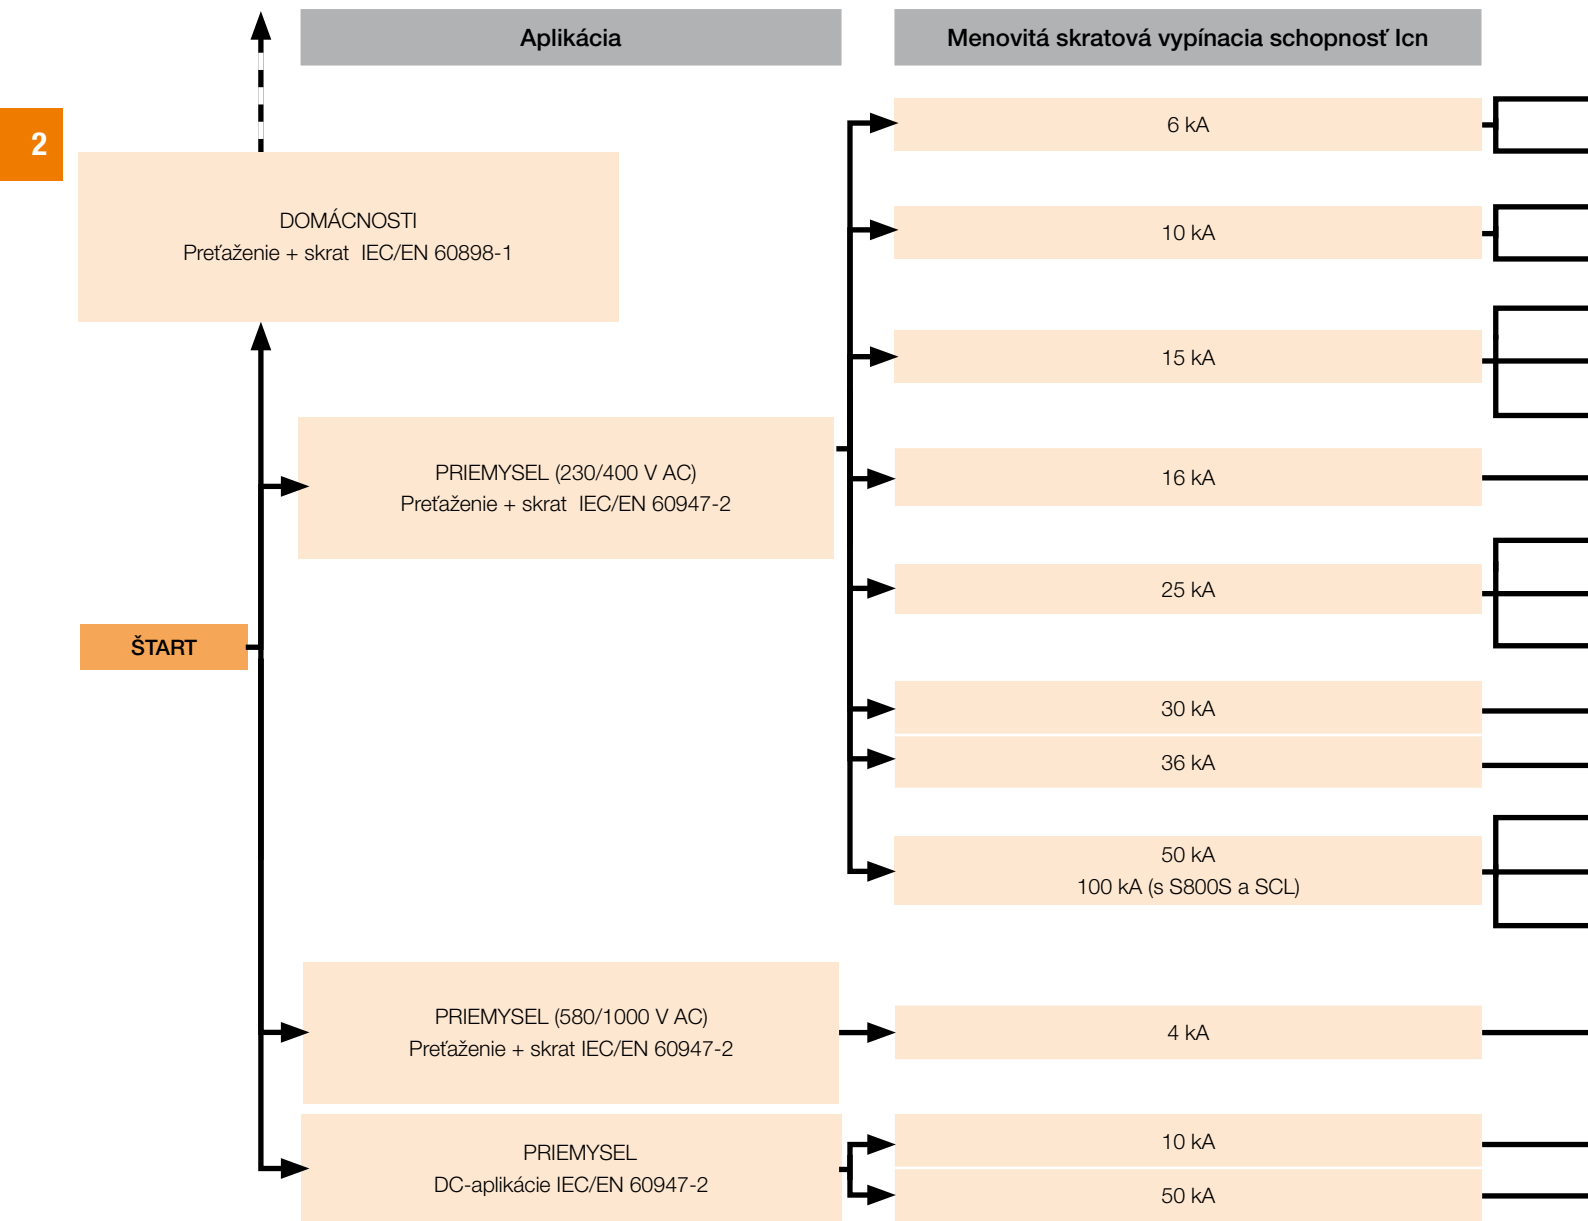 Aplikácia
Menovitá skratová vypínacia schopnosť Icn
2
DOMÁCNOSTI
Preťaženie + skrat IEC/EN 60898-1
6 kA
10 kA
15 kA
PRIEMYSEL (230/400 V AC)
Preťaženie + skrat IEC/EN 60947-2
16 kA
25 kA
ŠTART
30 kA
36 kA
50 kA
100 kA (s S800S a SCL)
PRIEMYSEL (580/1000 V AC)
Preťaženie + skrat IEC/EN 60947-2
4 kA
PRIEMYSEL
DC-aplikácie IEC/EN 60947-2
10 kA
50 kA